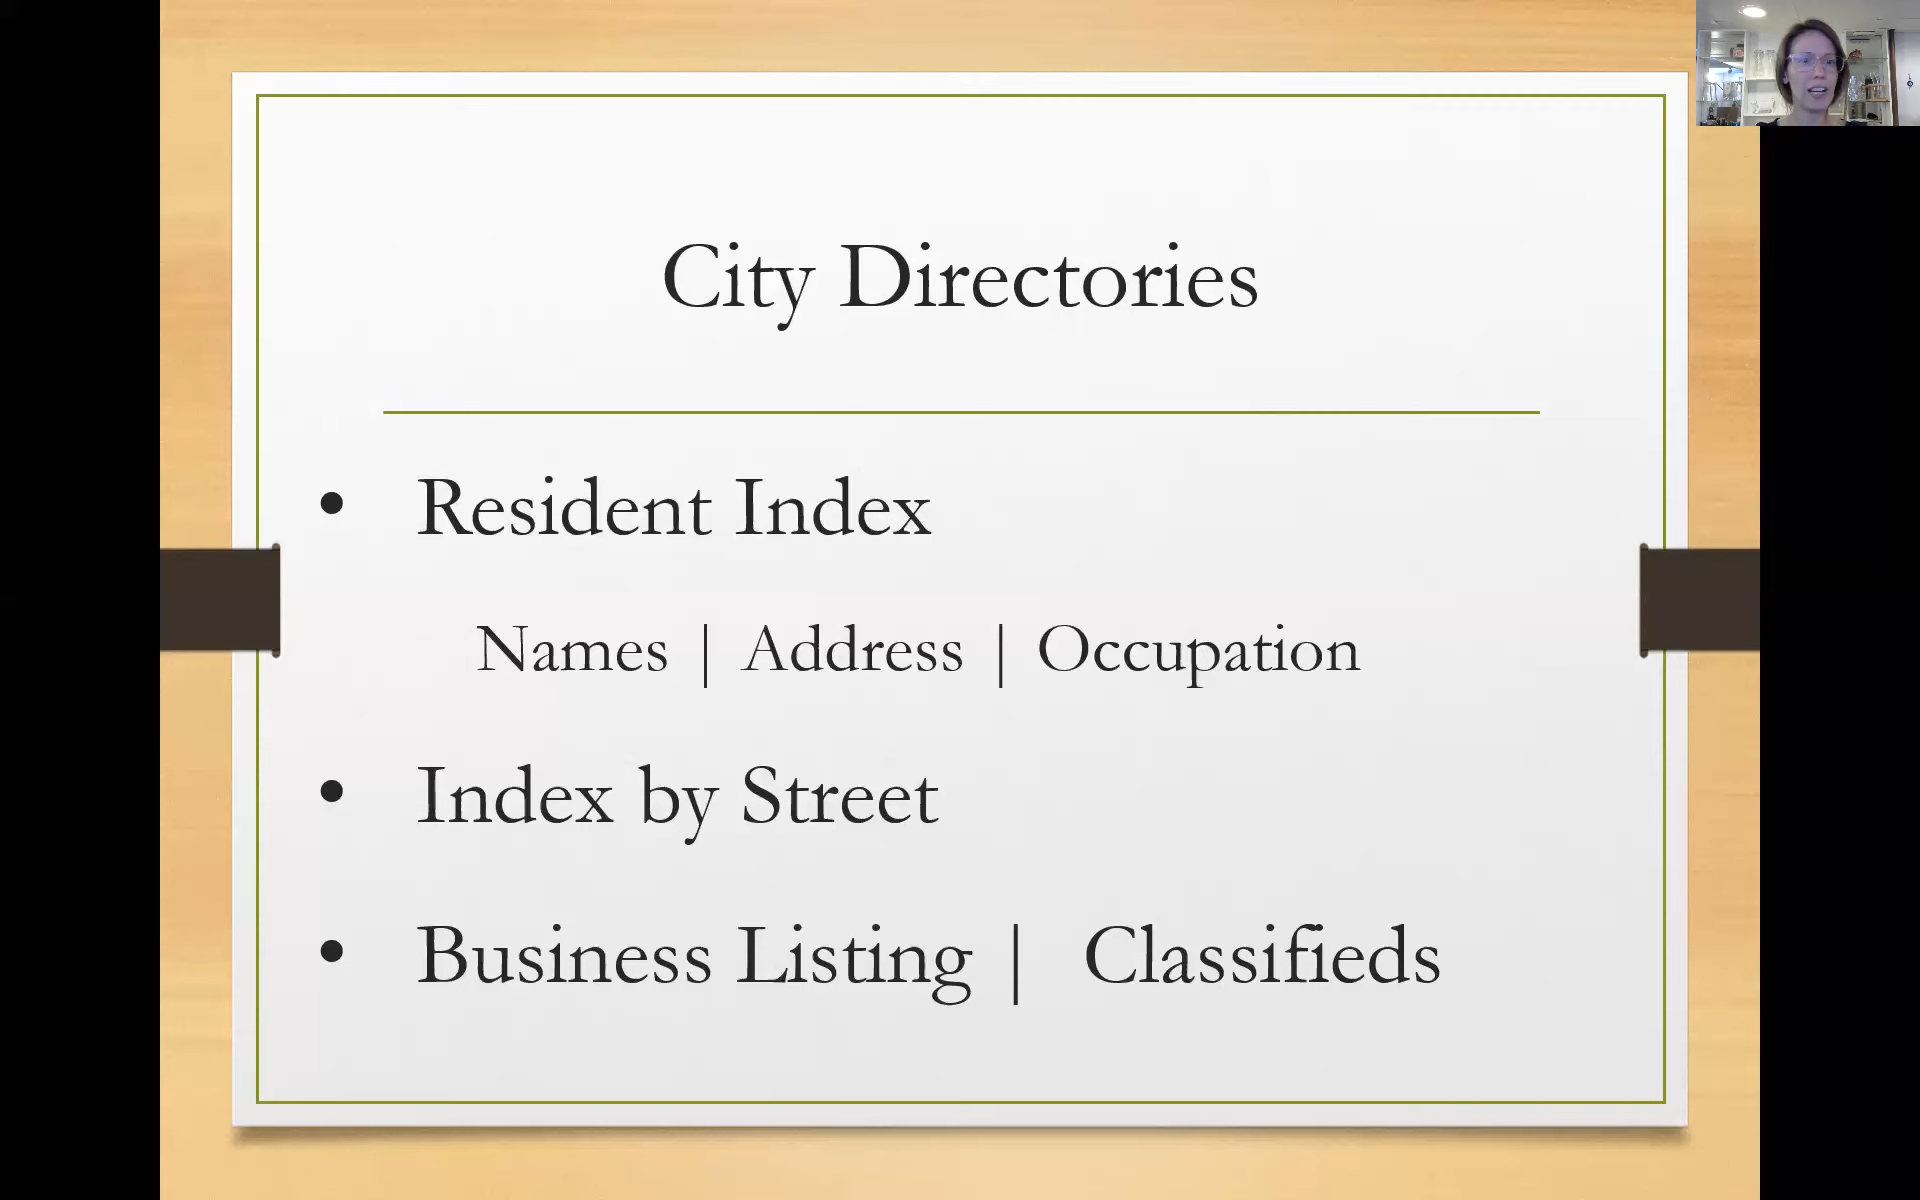 City Directories
• Resident Index
Names | Address | Occupation
• Index by Street
• Business Listing | Classifieds